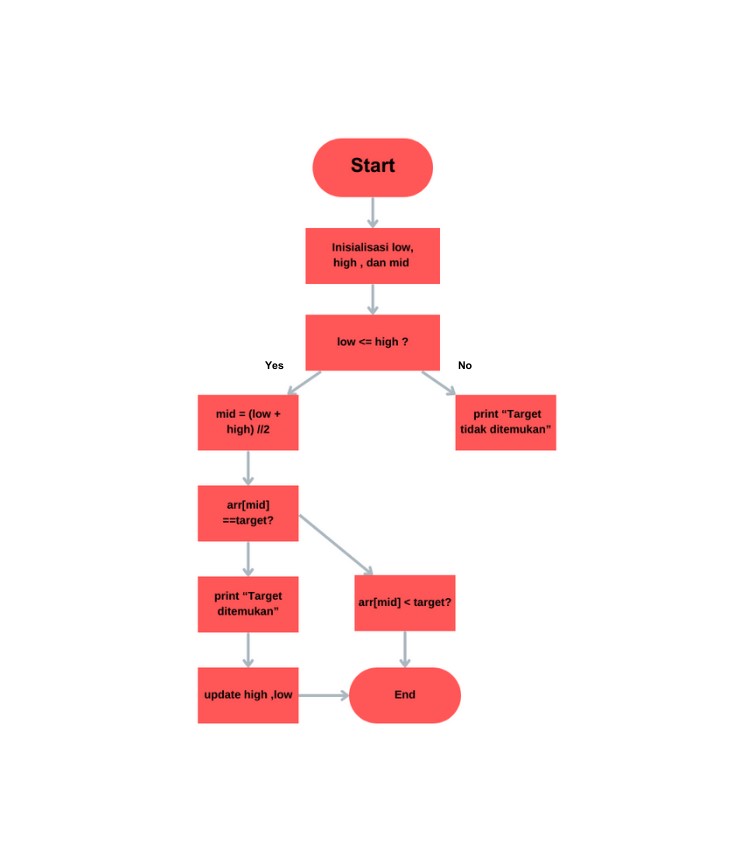 Start
Inisialisasi low,
high , dan mid
low <= high ?
Yes
No
mid = (low +
high) //2
print “Target
tidak ditemukan”
arr[mid]
==target?
print “Target
ditemukan”
arr[mid] < target?
update high ,low
End